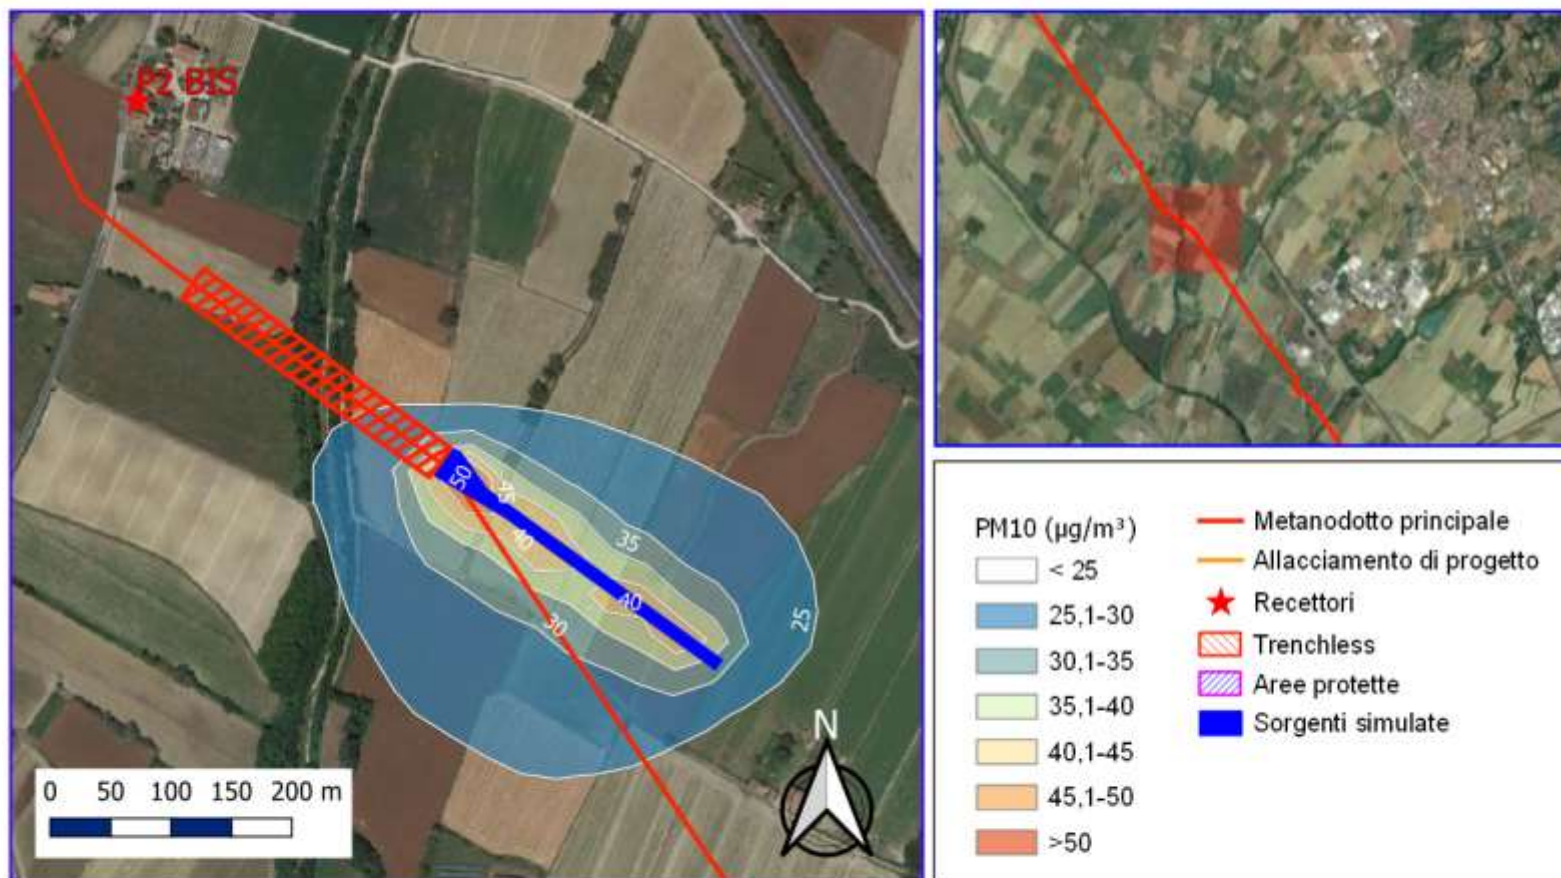 P2 BIS
50
45
40
35
40
30
25
N
0 50 100 150 200 m
PM10 (µg/m³)
< 25
25,1-30
30,1-35
35,1-40
40,1-45
45,1-50
>50
Metanodotto principale
Allacciamento di progetto
Recettori
Trenchless
Aree protette
Sorgenti simulate